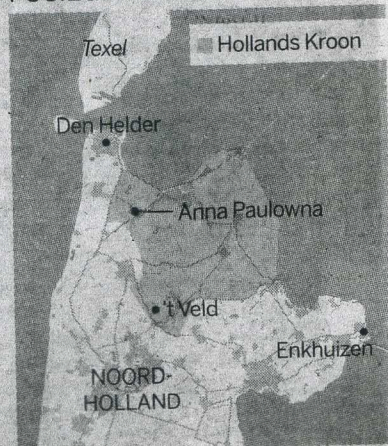 Texel
Hollands Kroon
Den Helder
Anna Paulowna
't Veld
Enkhuizen
NOORD-
HOLLAND